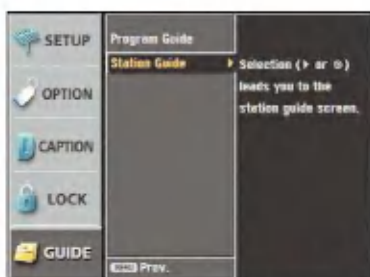 SETUP
OPTION
CAPTION
LOCK
GUIDE
Program Guide
Station Guide
Selection (▶ or ⊙)
leads you to the
station guide screen.
MENU Prev.